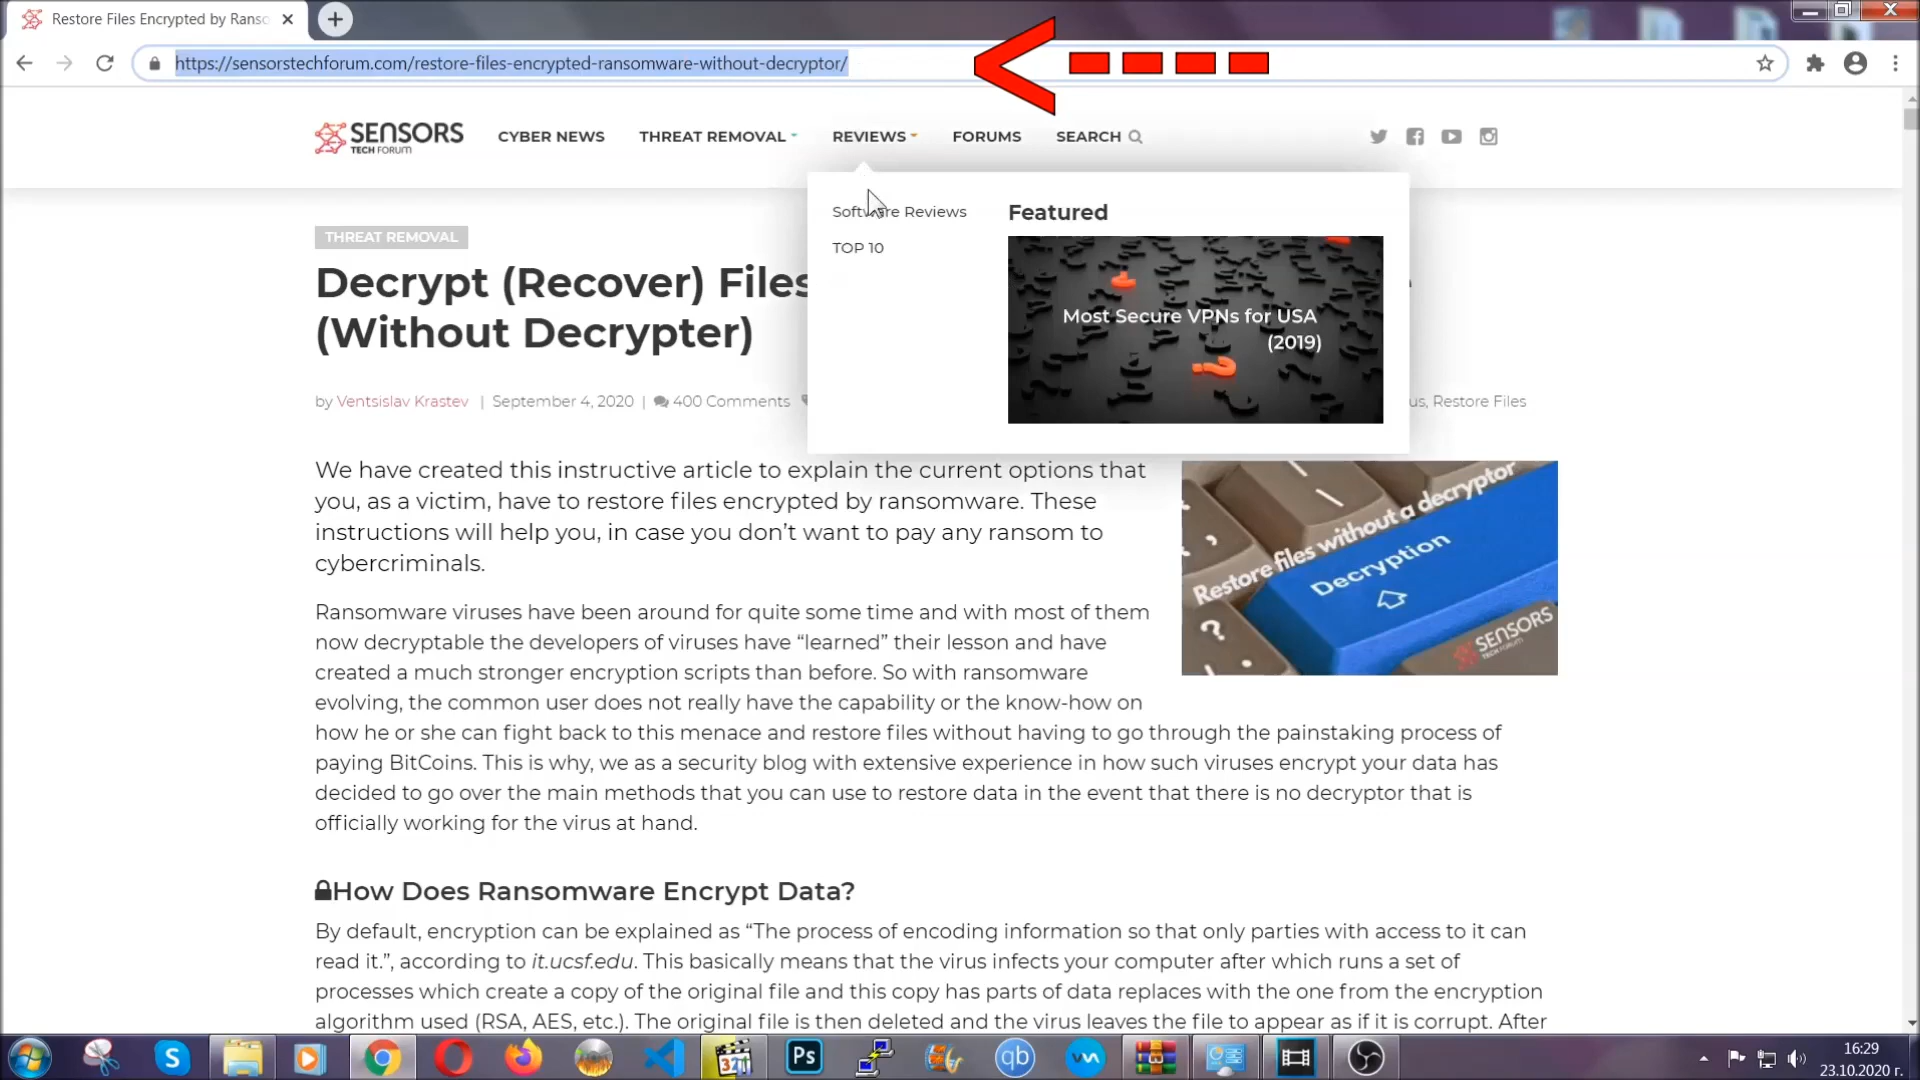 Restore Files Encrypted by Ranso
https://sensorstechforum.com/restore-files-encrypted-ransomware-without-decryptor/
SENSORS
TECH FORUM
CYBER NEWS
THREAT REMOVAL
REVIEWS
FORUMS
SEARCH
Software Reviews
TOP 10
Featured
Most Secure VPNs for USA
(2019)
THREAT REMOVAL
Decrypt (Recover) Files
(Without Decrypter)
by Ventsislav Krastev | September 4, 2020 | 400 Comments
us, Restore Files
We have created this instructive article to explain the current options that
you, as a victim, have to restore files encrypted by ransomware. These
instructions will help you, in case you don’t want to pay any ransom to
cybercriminals.
Restore files without a decryptor
Decryption
SENSORS
TECH FORUM
Ransomware viruses have been around for quite some time and with most of them
now decryptable the developers of viruses have “learned” their lesson and have
created a much stronger encryption scripts than before. So with ransomware
evolving, the common user does not really have the capability or the know-how on
how he or she can fight back to this menace and restore files without having to go through the painstaking process of
paying BitCoins. This is why, we as a security blog with extensive experience in how such viruses encrypt your data has
decided to go over the main methods that you can use to restore data in the event that there is no decryptor that is
officially working for the virus at hand.
How Does Ransomware Encrypt Data?
By default, encryption can be explained as “The process of encoding information so that only parties with access to it can
read it.”, according to it.ucsf.edu. This basically means that the virus infects your computer after which runs a set of
processes which create a copy of the original file and this copy has parts of data replaces with the one from the encryption
algorithm used (RSA, AES, etc.). The original file is then deleted and the virus leaves the file to appear as if it is corrupt. After
321
Ps
qb
16:29
23.10.2020 г.